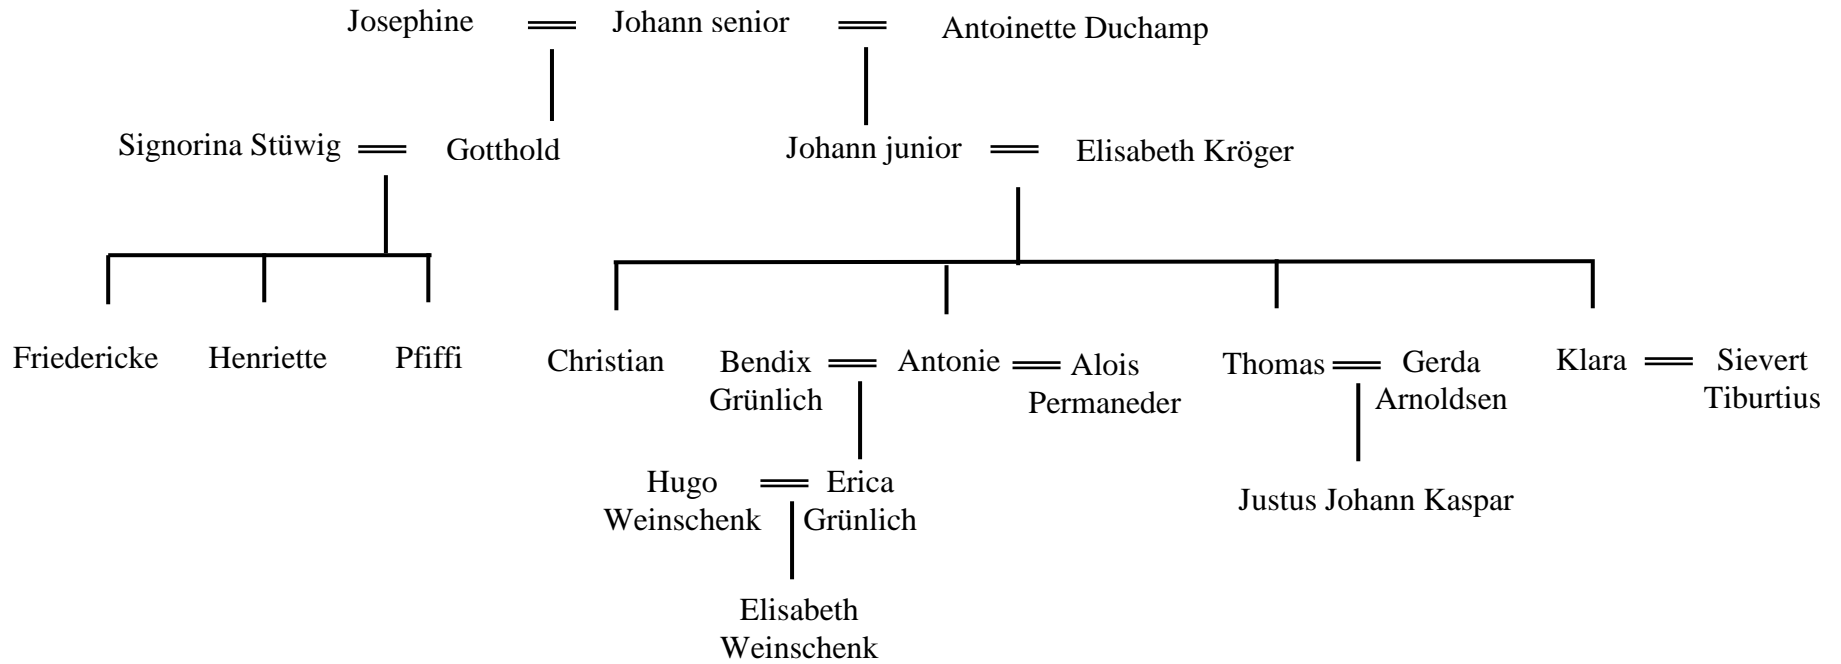 Josephine Johann senior Antoinette Duchamp
Signorina Stüwig Gotthold Johann junior Elisabeth Kröger
Friedericke Henriette Pfiffi Christian Bendix Antonie Alois Thomas Gerda Klara Sievert
Grünlich Permaneder Arnoldsen Tiburtius
Hugo Erica
Weinschenk Grünlich Justus Johann Kaspar
Elisabeth
Weinschenk